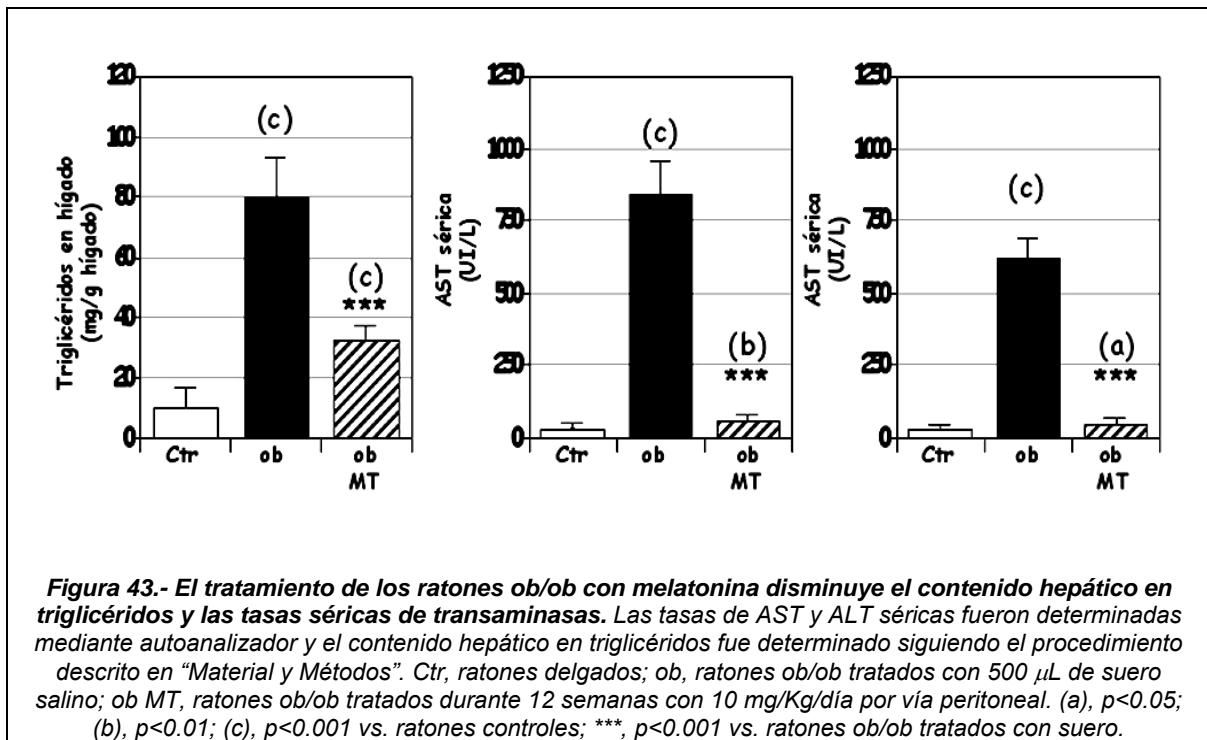 120
100
80
60
40
20
0
Triglicéridos en hígado
(mg/g hígado)
(c)
(c)
***
Ctr
ob
ob
MT
1250
1000
750
500
250
0
AST sérica
(UI/L)
(c)
(b)
***
Ctr
ob
ob
MT
1250
1000
750
500
250
0
AST sérica
(UI/L)
(c)
(a)
***
Ctr
ob
ob
MT
Figura 43.- El tratamiento de los ratones ob/ob con melatonina disminuye el contenido hepático en
triglicéridos y las tasas séricas de transaminasas. Las tasas de AST y ALT séricas fueron determinadas
mediante autoanalizador y el contenido hepático en triglicéridos fue determinado siguiendo el procedimiento
descrito en “Material y Métodos”. Ctr, ratones delgados; ob, ratones ob/ob tratados con 500 μL de suero
salino; ob MT, ratones ob/ob tratados durante 12 semanas con 10 mg/Kg/día por vía peritoneal. (a), p<0.05;
(b), p<0.01; (c), p<0.001 vs. ratones controles; ***, p<0.001 vs. ratones ob/ob tratados con suero.